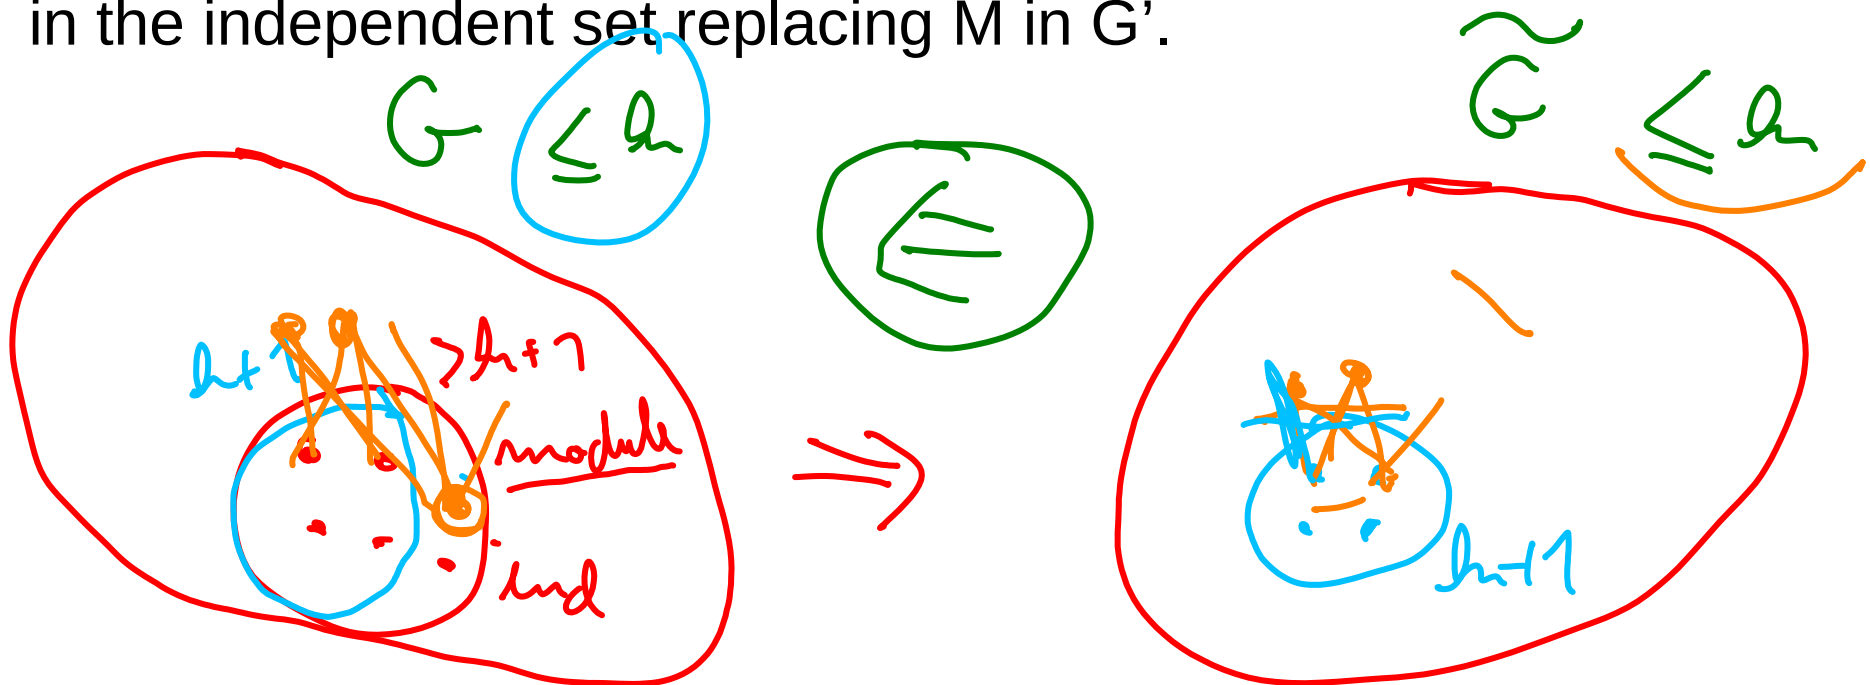 in the independent set replacing M in G’.
G ≤ k
G̃ ≤ k
k+1
>k+1
module
ind
k+1